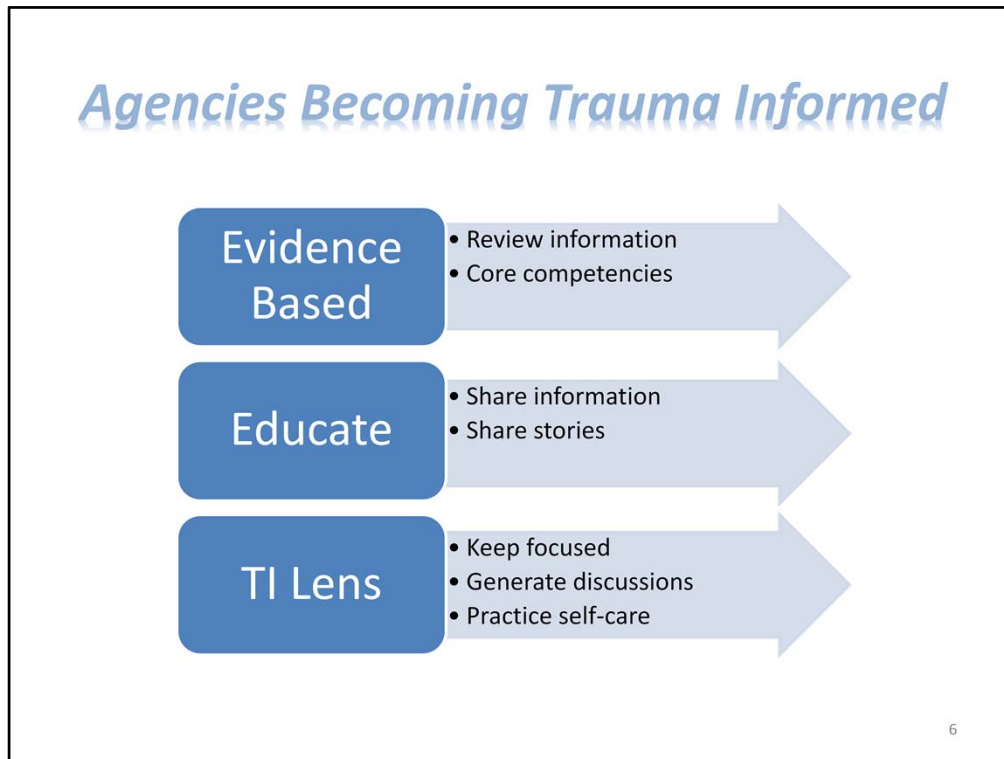 Agencies Becoming Trauma Informed
Evidence
Based
• Review information
• Core competencies
Educate
• Share information
• Share stories
TI Lens
• Keep focused
• Generate discussions
• Practice self-care
6